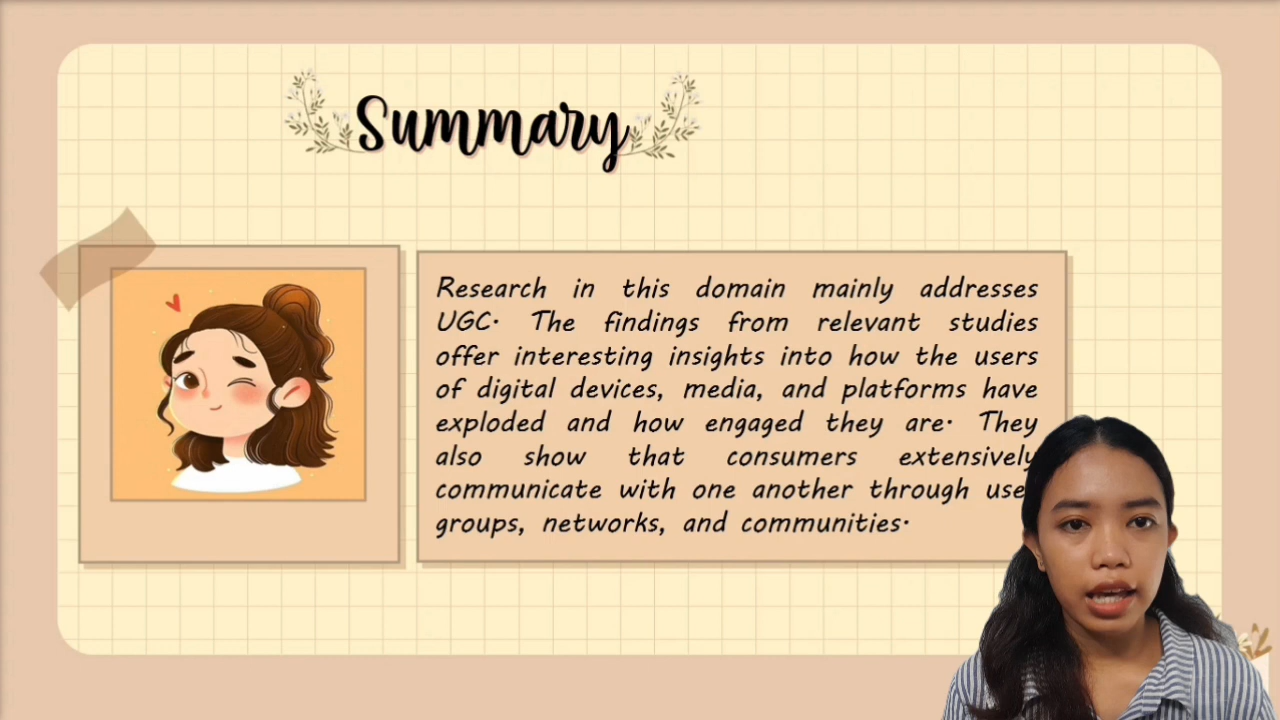 Summary
Research in this domain mainly addresses
UGC. The findings from relevant studies
offer interesting insights into how the users
of digital devices, media, and platforms have
exploded and how engaged they are. They
also show that consumers extensively
communicate with one another through
groups, networks, and communities.